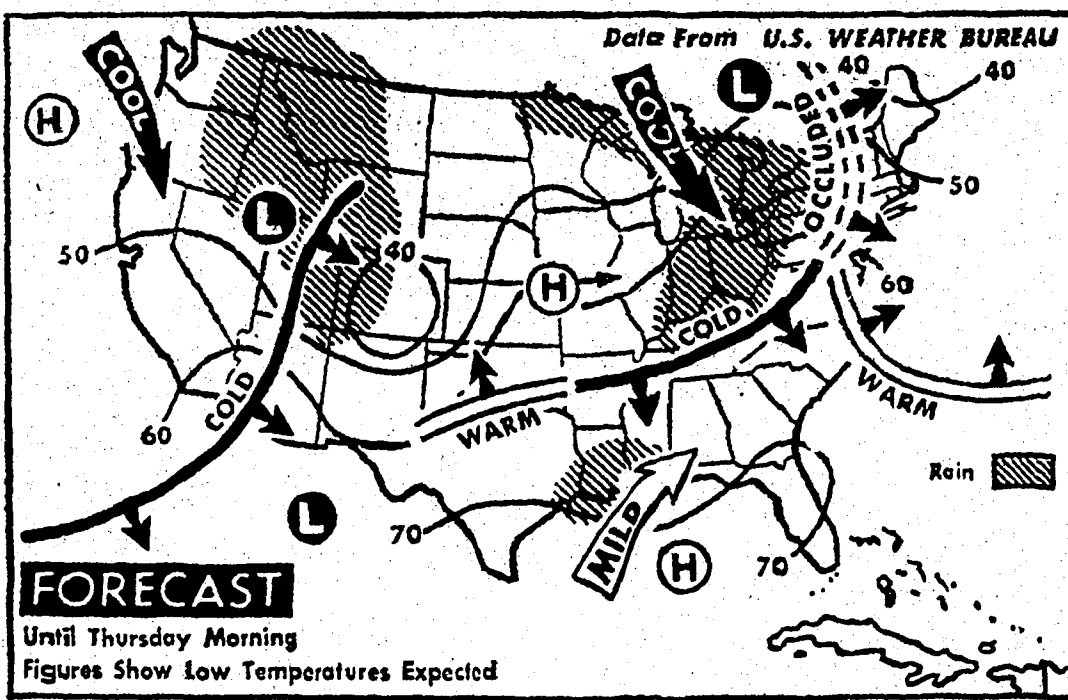 Data From U.S. WEATHER BUREAU
COOL
H
COOL
L
40
40
OCCLUDED
50
L
50
40
H
60
COLD
COLD
60
WARM
WARM
Rain
L
70
MILD
H
70
FORECAST
Until Thursday Morning
Figures Show Low Temperatures Expected